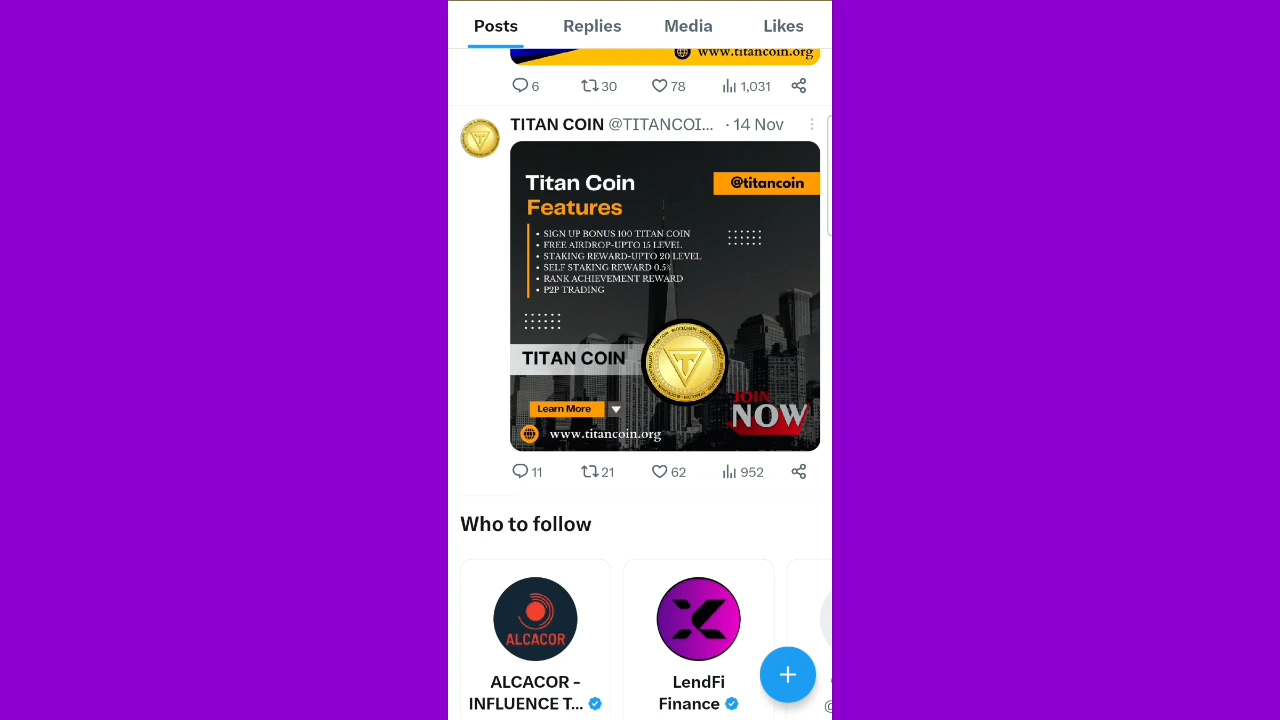 Posts Replies Media Likes
www.titancoin.org
6 30 78 1,031
TITAN COIN @TITANCOI... · 14 Nov
Titan Coin
@titancoin
Features
• SIGN UP BONUS 100 TITAN COIN
• FREE AIRDROP-UPTO 15 LEVEL
• STAKING REWARD-UPTO 20 LEVEL
• SELF STAKING REWARD 0.5%
• RANK ACHIEVEMENT REWARD
• P2P TRADING
TITAN COIN
Learn More
JOIN
NOW
www.titancoin.org
11 21 62 952
Who to follow
ALCACOR
ALCACOR -
INFLUENCE T...
LendFi
Finance